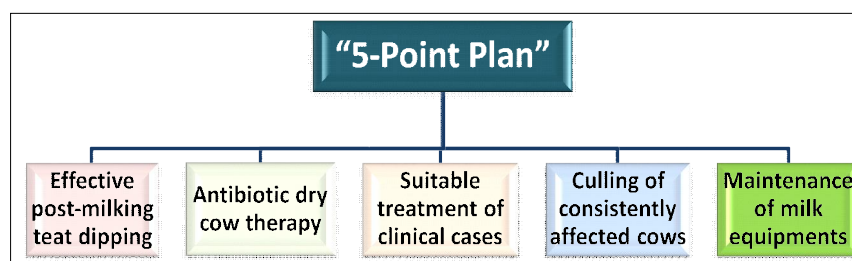 “5-Point Plan”
Effective
post-milking
teat dipping
Antibiotic dry
cow therapy
Suitable
treatment of
clinical cases
Culling of
consistently
affected cows
Maintenance
of milk
equipments